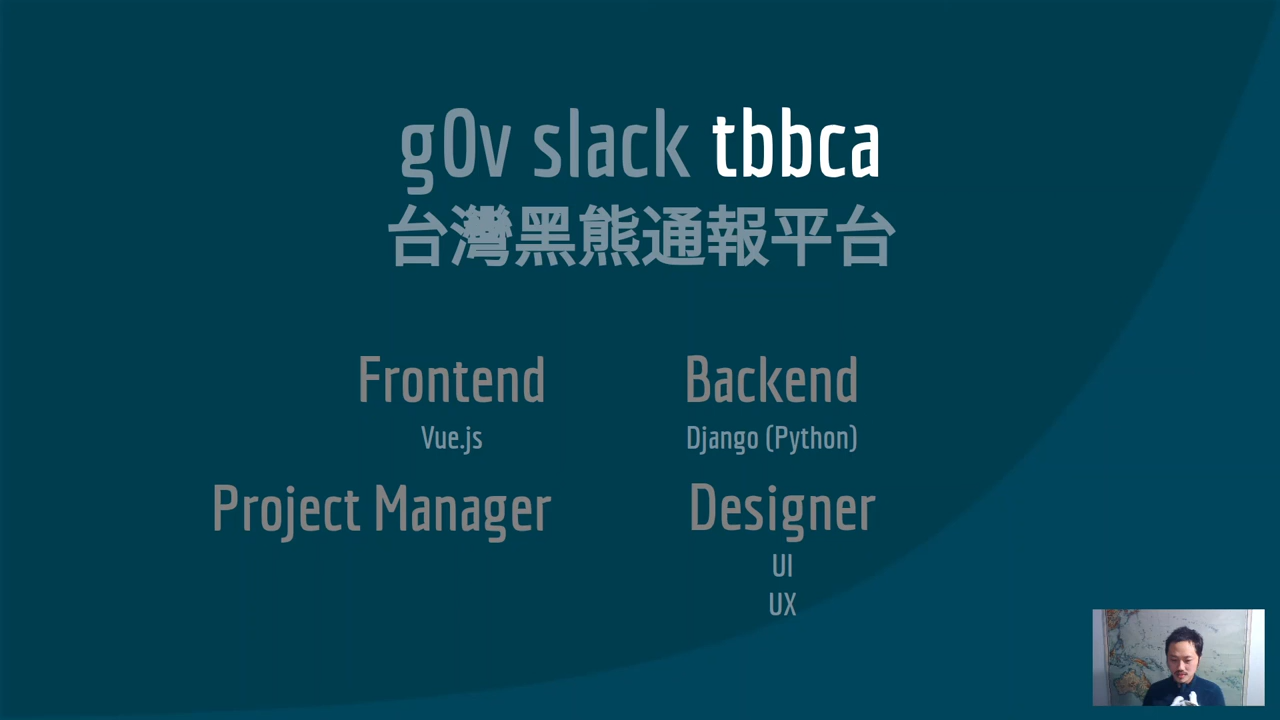 g0v slack tbbca
台灣黑熊通報平台
Frontend
Vue.js
Backend
Django (Python)
Project Manager
Designer
UI
UX